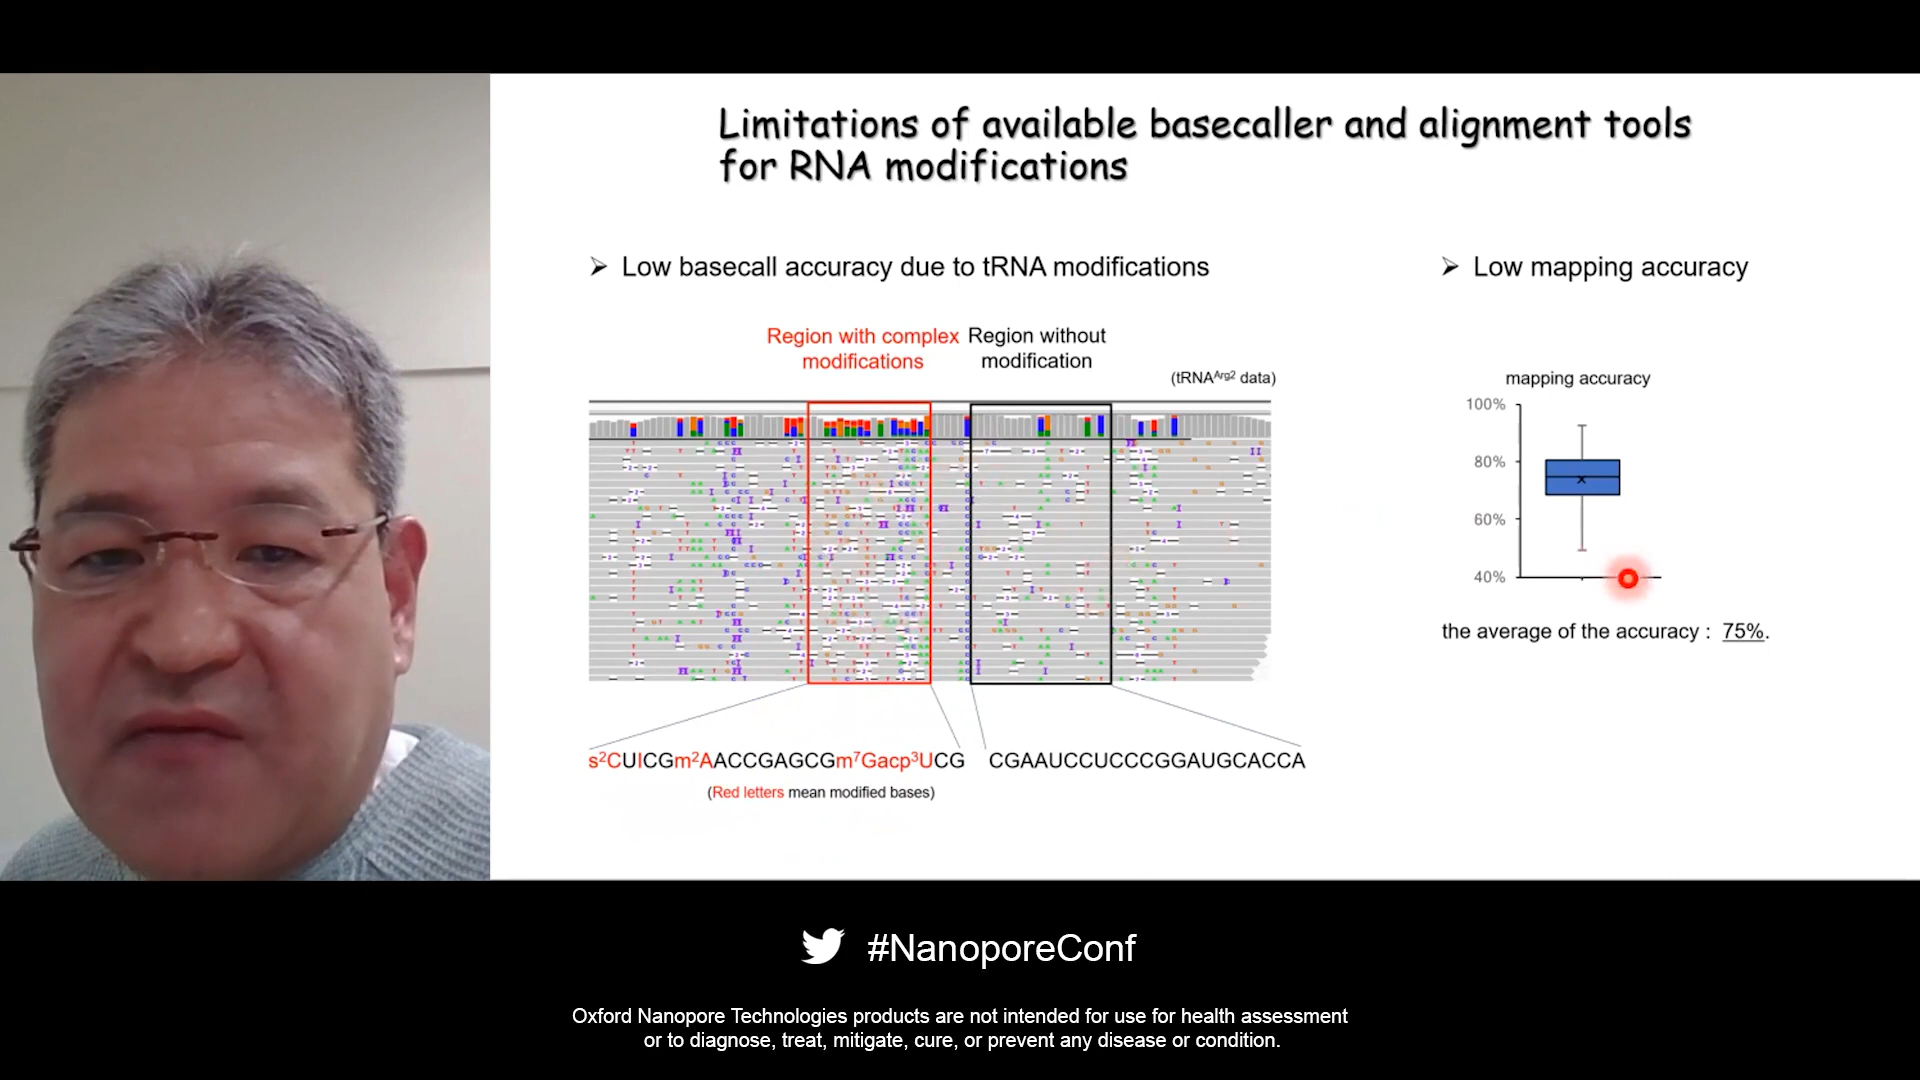 Limitations of available basecaller and alignment tools
for RNA modifications
➢ Low basecall accuracy due to tRNA modifications
➢ Low mapping accuracy
Region with complex
modifications
Region without
modification
(tRNAᴬʳᵍ² data)
mapping accuracy
100%
80%
60%
40%
the average of the accuracy : 75%.
s²CUICGm²AACCGAGCGm⁷Gacp³UCG
CGAAUCCUCCCGGAUGCACCA
(Red letters mean modified bases)
#NanoporeConf
Oxford Nanopore Technologies products are not intended for use for health assessment
or to diagnose, treat, mitigate, cure, or prevent any disease or condition.